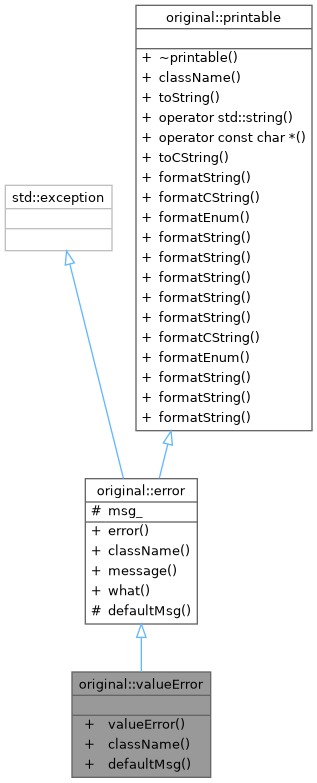 original::printable
+ ~printable()
+ className()
+ toString()
+ operator std::string()
+ operator const char *()
+ toCString()
+ formatString()
+ formatCString()
+ formatEnum()
+ formatString()
+ formatString()
+ formatString()
+ formatString()
+ formatString()
+ formatCString()
+ formatEnum()
+ formatString()
+ formatString()
+ formatString()
std::exception
original::error
# msg_
+ error()
+ className()
+ message()
+ what()
# defaultMsg()
original::valueError
+ valueError()
+ className()
+ defaultMsg()